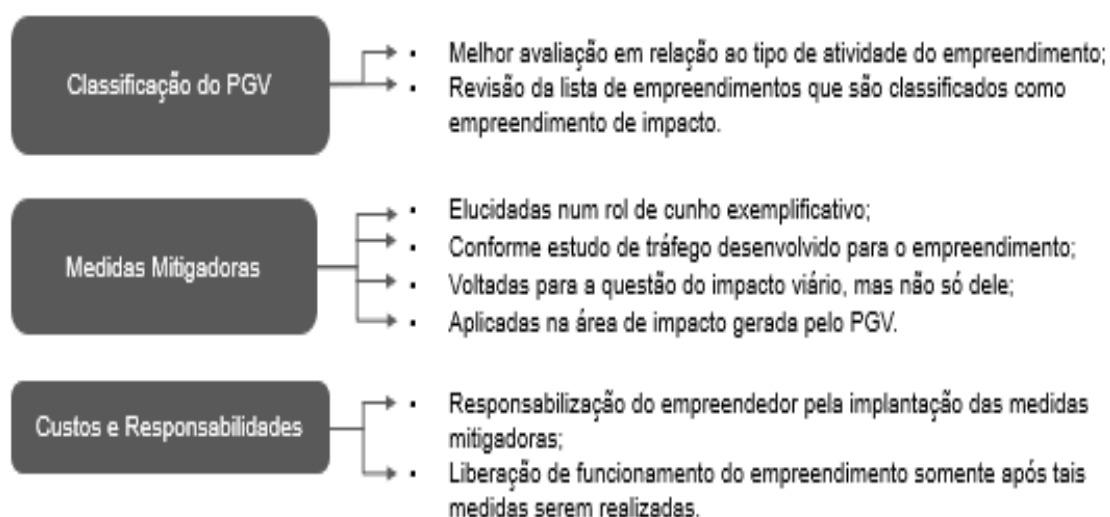 Classificação do PGV
▪ Melhor avaliação em relação ao tipo de atividade do empreendimento;
▪ Revisão da lista de empreendimentos que são classificados como
empreendimento de impacto.
Medidas Mitigadoras
▪ Elucidadas num rol de cunho exemplificativo;
▪ Conforme estudo de tráfego desenvolvido para o empreendimento;
▪ Voltadas para a questão do impacto viário, mas não só dele;
▪ Aplicadas na área de impacto gerada pelo PGV.
Custos e Responsabilidades
▪ Responsabilização do empreendedor pela implantação das medidas
mitigadoras;
▪ Liberação de funcionamento do empreendimento somente após tais
medidas serem realizadas.